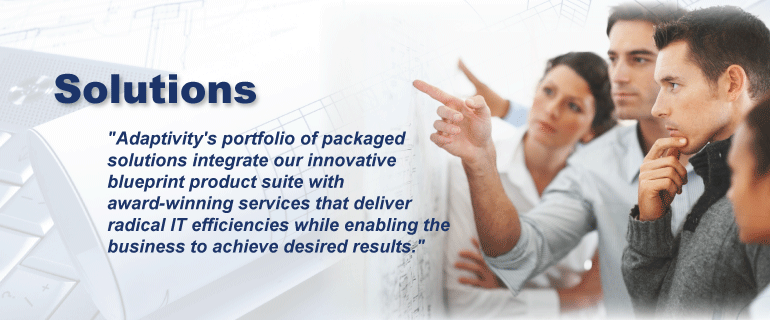 Solutions
"Adaptivity's portfolio of packaged
solutions integrate our innovative
blueprint product suite with
award-winning services that deliver
radical IT efficiencies while enabling the
business to achieve desired results."